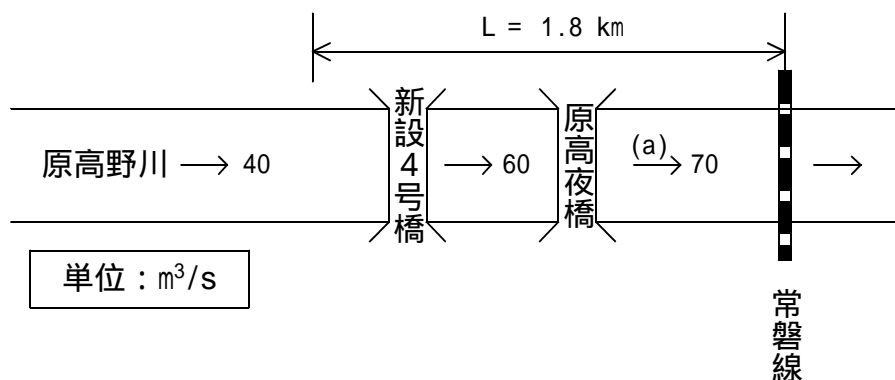 L = 1.8 km
新設4号橋
原高夜橋
原高野川 → 40
→ 60
(a)
→ 70
→
単位：m³/s
常磐線